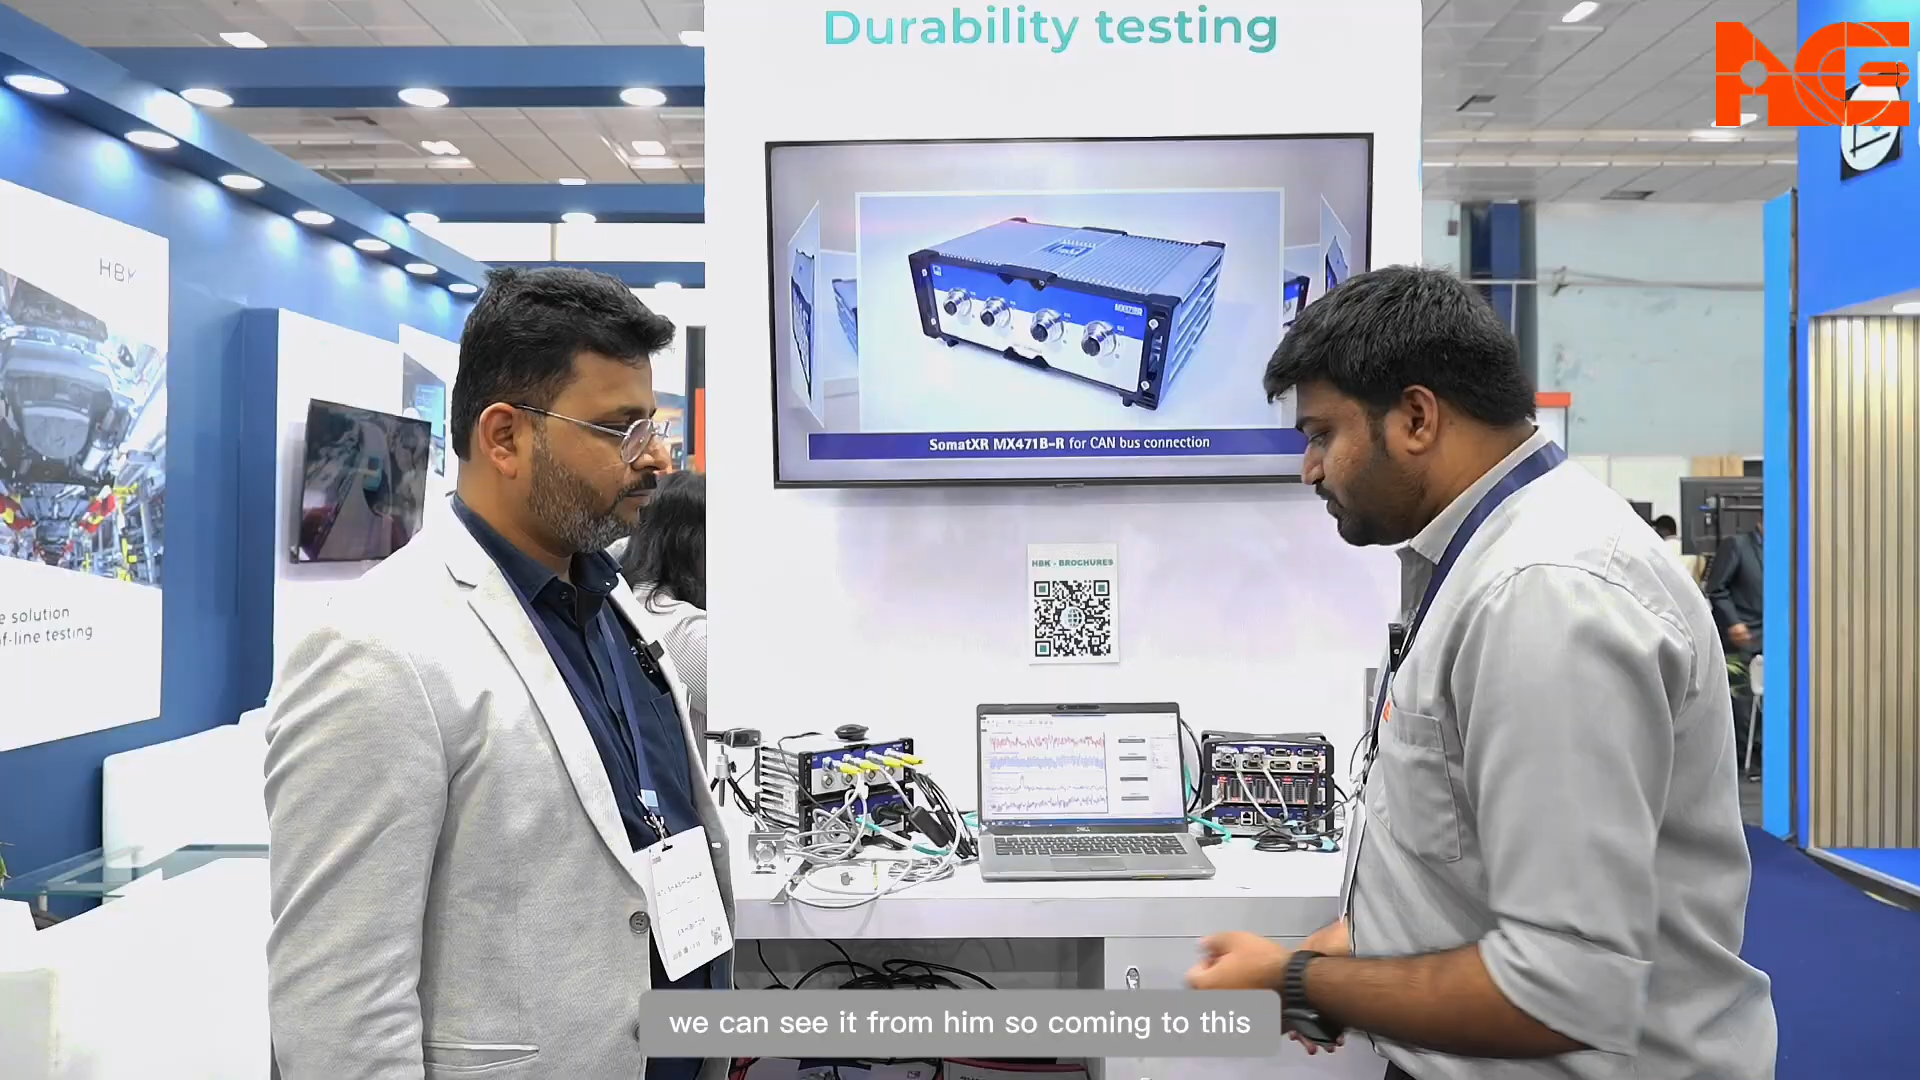 Durability testing
HBK
SomatXR MX471B-R for CAN bus connection
HBK - BROCHURES
e solution
f-line testing
DELL
we can see it from him so coming to this